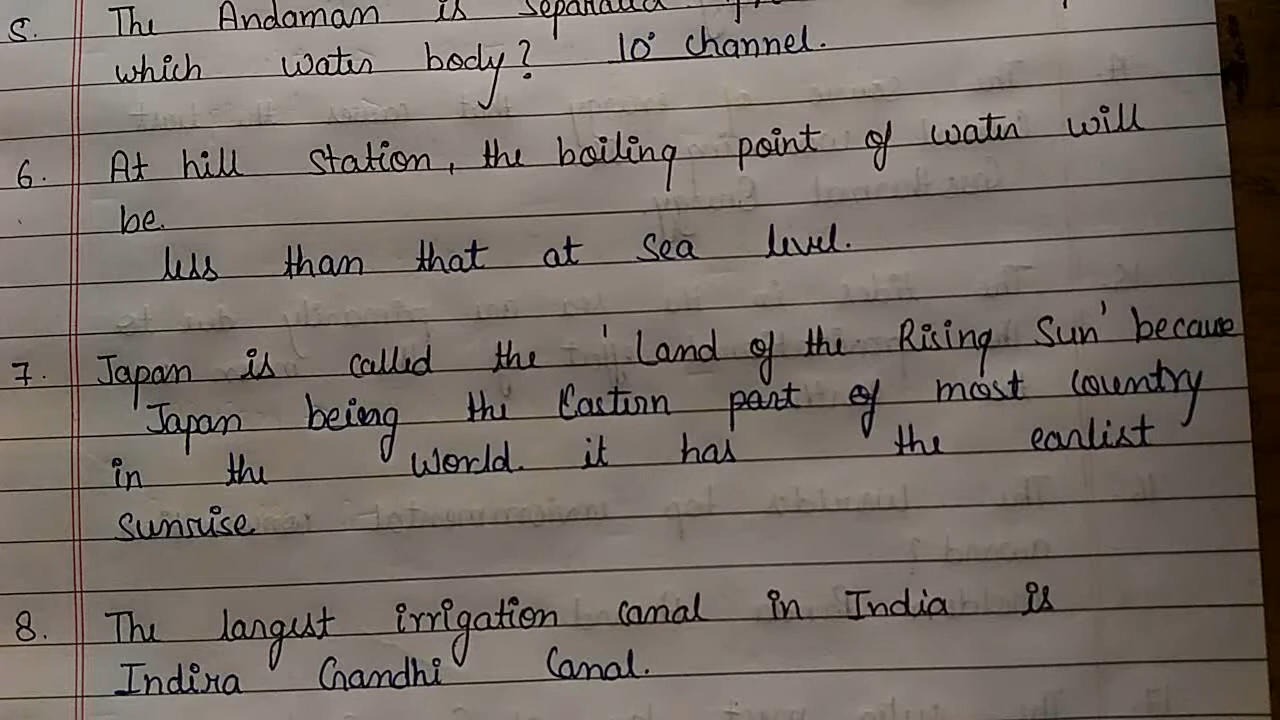 5. The Andaman is separated
which water body? 10° channel.
6. At hill station, the boiling point of water will
be.
less than that at sea level.
7. Japan is called the 'Land of the Rising Sun' because
Japan being the Eastern part of most country
in the world. it has the earlist
sunrise
8. The largest irrigation canal in India is
Indira Gandhi Canal.